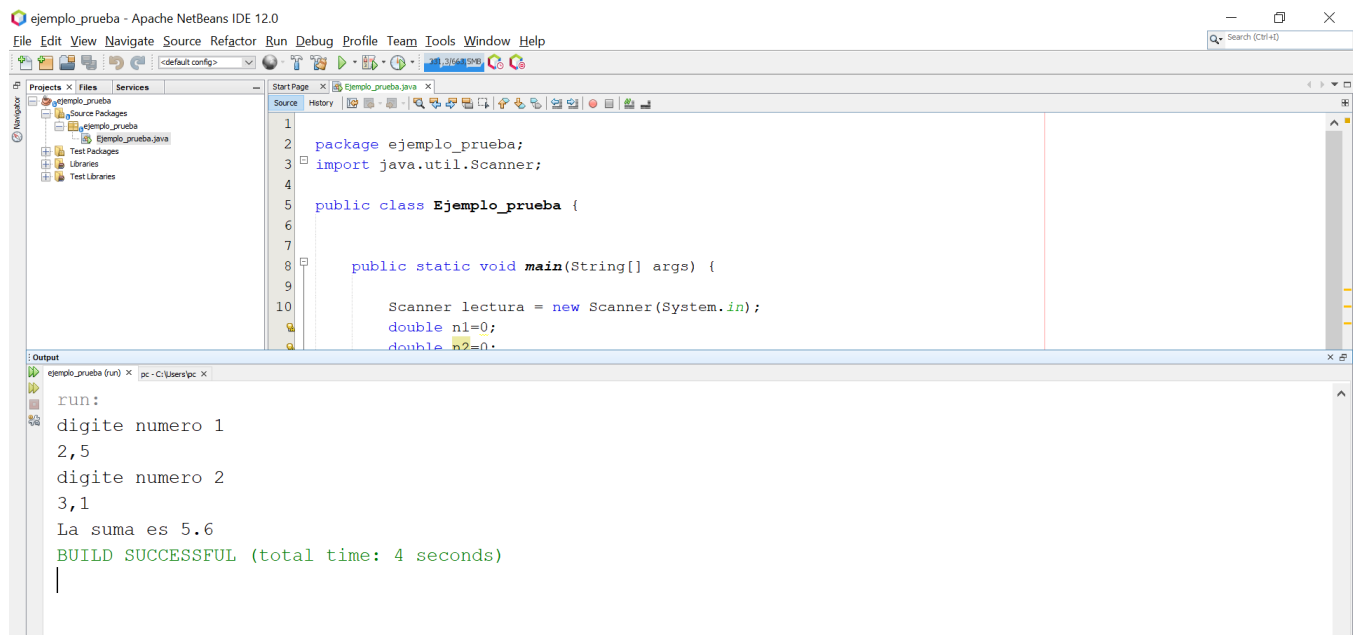 ejemplo_prueba - Apache NetBeans IDE 12.0
File Edit View Navigate Source Refactor Run Debug Profile Team Tools Window Help
Search (Ctrl+I)
<default config>
Projects Files Services
Start Page Ejemplo_prueba.java
Navigator
ejemplo_prueba
Source Packages
ejemplo_prueba
Ejemplo_prueba.java
Test Packages
Libraries
Test Libraries
Source History
1
2 package ejemplo_prueba;
3 import java.util.Scanner;
4
5 public class Ejemplo_prueba {
6
7
8 public static void main(String[] args) {
9
10 Scanner lectura = new Scanner(System.in);
double n1=0;
double n2=0;
Output
ejemplo_prueba (run) pc - C:\Users\pc
run:
digite numero 1
2,5
digite numero 2
3,1
La suma es 5.6
BUILD SUCCESSFUL (total time: 4 seconds)